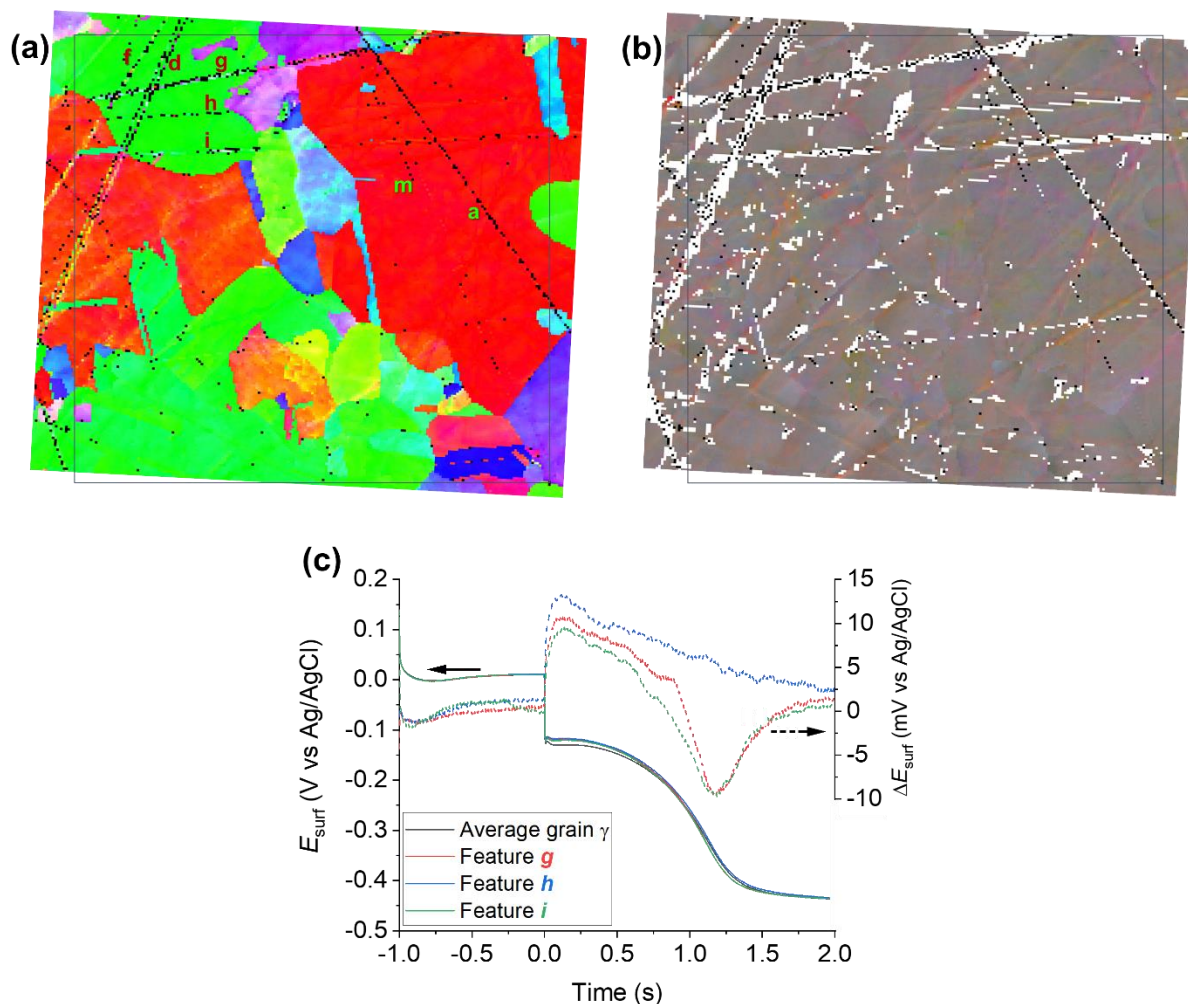 (a)
f
d
g
h
i
m
a
(b)
(c)
E_surf (V vs Ag/AgCl)
0.2
0.1
0.0
-0.1
-0.2
-0.3
-0.4
-0.5
15
10
5
0
-5
-10
ΔE_surf (mV vs Ag/AgCl)
Average grain γ
Feature g
Feature h
Feature i
-1.0 -0.5 0.0 0.5 1.0 1.5 2.0
Time (s)